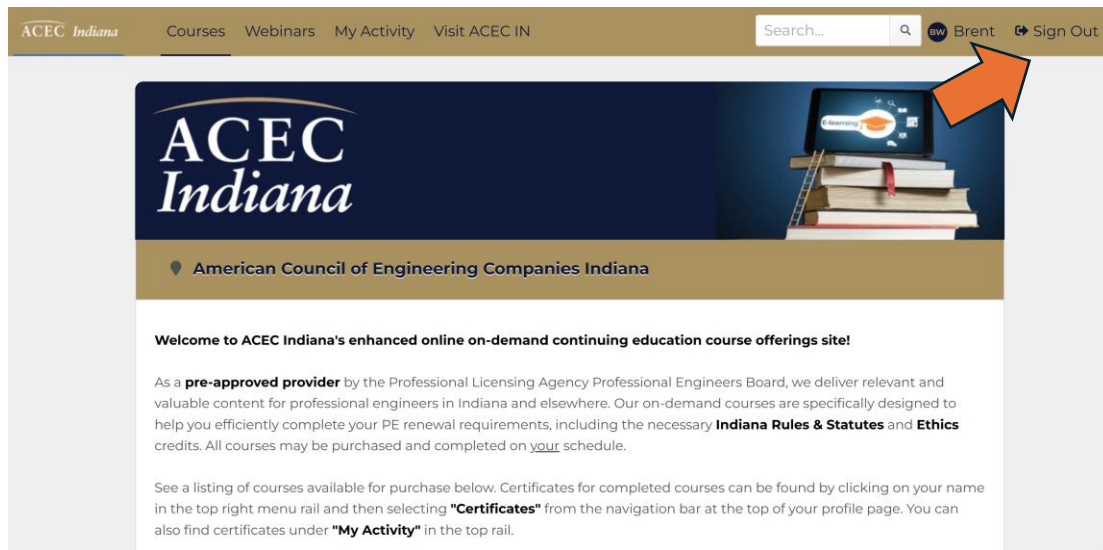 ACEC Indiana Courses Webinars My Activity Visit ACEC IN Search... BW Brent Sign Out
ACEC
Indiana
E-learning
American Council of Engineering Companies Indiana
Welcome to ACEC Indiana's enhanced online on-demand continuing education course offerings site!
As a pre-approved provider by the Professional Licensing Agency Professional Engineers Board, we deliver relevant and
valuable content for professional engineers in Indiana and elsewhere. Our on-demand courses are specifically designed to
help you efficiently complete your PE renewal requirements, including the necessary Indiana Rules & Statutes and Ethics
credits. All courses may be purchased and completed on your schedule.
See a listing of courses available for purchase below. Certificates for completed courses can be found by clicking on your name
in the top right menu rail and then selecting "Certificates" from the navigation bar at the top of your profile page. You can
also find certificates under "My Activity" in the top rail.